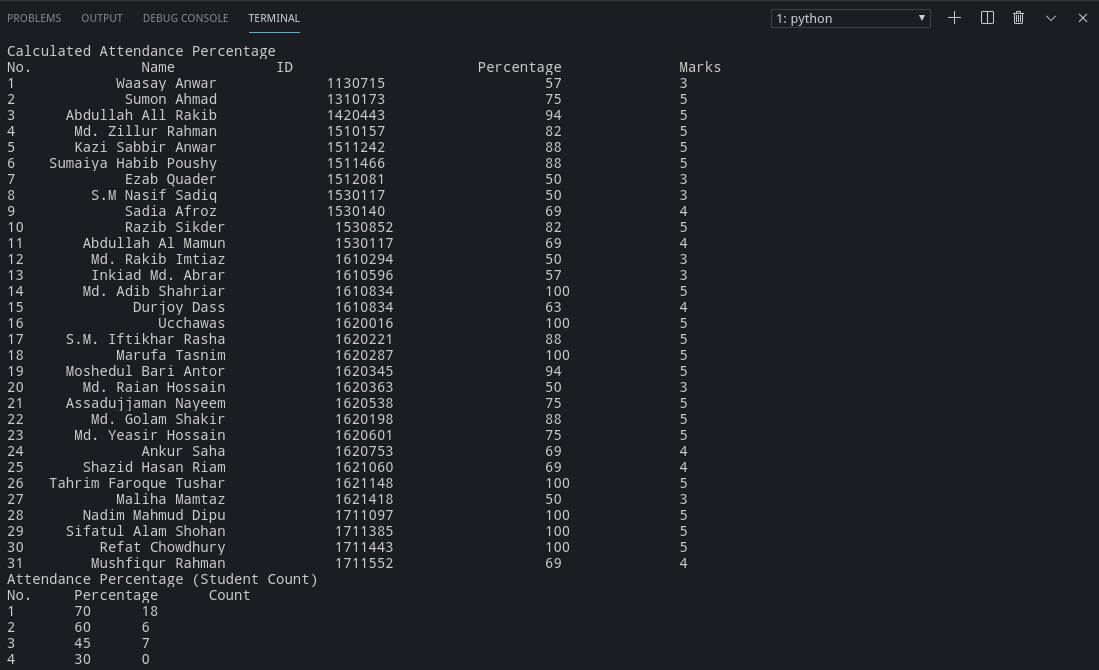 PROBLEMS OUTPUT DEBUG CONSOLE TERMINAL 1: python
Calculated Attendance Percentage
No. Name ID Percentage Marks
1 Waasay Anwar 1130715 57 3
2 Sumon Ahmad 1310173 75 5
3 Abdullah All Rakib 1420443 94 5
4 Md. Zillur Rahman 1510157 82 5
5 Kazi Sabbir Anwar 1511242 88 5
6 Sumaiya Habib Poushy 1511466 88 5
7 Ezab Quader 1512081 50 3
8 S.M Nasif Sadiq 1530117 50 3
9 Sadia Afroz 1530140 69 4
10 Razib Sikder 1530852 82 5
11 Abdullah Al Mamun 1530117 69 4
12 Md. Rakib Imtiaz 1610294 50 3
13 Inkiad Md. Abrar 1610596 57 3
14 Md. Adib Shahriar 1610834 100 5
15 Durjoy Dass 1610834 63 4
16 Ucchawas 1620016 100 5
17 S.M. Iftikhar Rasha 1620221 88 5
18 Marufa Tasnim 1620287 100 5
19 Moshedul Bari Antor 1620345 94 5
20 Md. Raian Hossain 1620363 50 3
21 Assadujjaman Nayeem 1620538 75 5
22 Md. Golam Shakir 1620198 88 5
23 Md. Yeasir Hossain 1620601 75 5
24 Ankur Saha 1620753 69 4
25 Shazid Hasan Riam 1621060 69 4
26 Tahrim Faroque Tushar 1621148 100 5
27 Maliha Mamtaz 1621418 50 3
28 Nadim Mahmud Dipu 1711097 100 5
29 Sifatul Alam Shohan 1711385 100 5
30 Refat Chowdhury 1711443 100 5
31 Mushfiqur Rahman 1711552 69 4
Attendance Percentage (Student Count)
No. Percentage Count
1 70 18
2 60 6
3 45 7
4 30 0